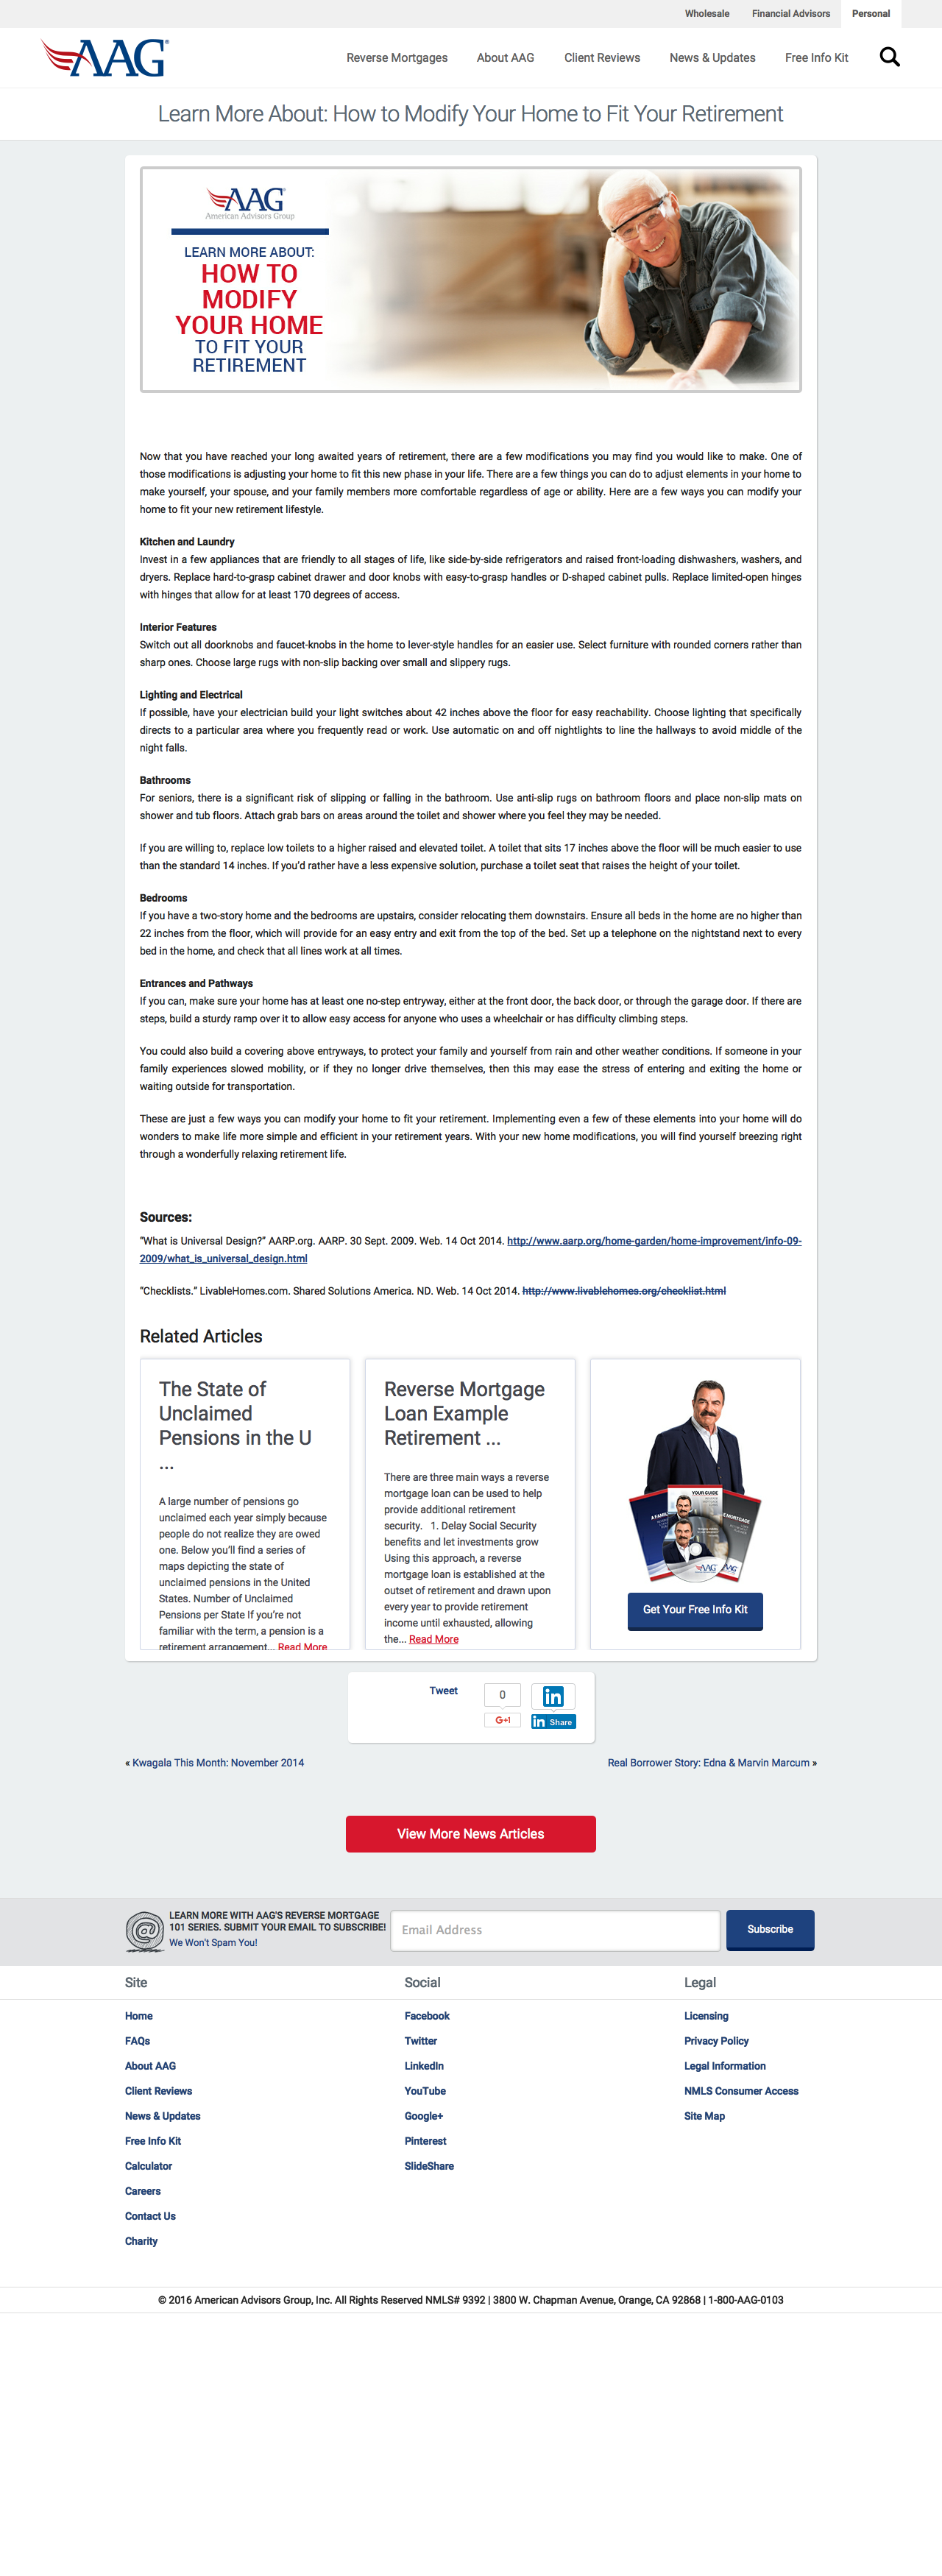 Wholesale Financial Advisors Personal
AAG®
Reverse Mortgages About AAG Client Reviews News & Updates Free Info Kit
Learn More About: How to Modify Your Home to Fit Your Retirement
AAG®
American Advisors Group
LEARN MORE ABOUT:
HOW TO
MODIFY
YOUR HOME
TO FIT YOUR
RETIREMENT
Now that you have reached your long awaited years of retirement, there are a few modifications you may find you would like to make. One of
those modifications is adjusting your home to fit this new phase in your life. There are a few things you can do to adjust elements in your home to
make yourself, your spouse, and your family members more comfortable regardless of age or ability. Here are a few ways you can modify your
home to fit your new retirement lifestyle.
Kitchen and Laundry
Invest in a few appliances that are friendly to all stages of life, like side-by-side refrigerators and raised front-loading dishwashers, washers, and
dryers. Replace hard-to-grasp cabinet drawer and door knobs with easy-to-grasp handles or D-shaped cabinet pulls. Replace limited-open hinges
with hinges that allow for at least 170 degrees of access.
Interior Features
Switch out all doorknobs and faucet-knobs in the home to lever-style handles for an easier use. Select furniture with rounded corners rather than
sharp ones. Choose large rugs with non-slip backing over small and slippery rugs.
Lighting and Electrical
If possible, have your electrician build your light switches about 42 inches above the floor for easy reachability. Choose lighting that specifically
directs to a particular area where you frequently read or work. Use automatic on and off nightlights to line the hallways to avoid middle of the
night falls.
Bathrooms
For seniors, there is a significant risk of slipping or falling in the bathroom. Use anti-slip rugs on bathroom floors and place non-slip mats on
shower and tub floors. Attach grab bars on areas around the toilet and shower where you feel they may be needed.
If you are willing to, replace low toilets to a higher raised and elevated toilet. A toilet that sits 17 inches above the floor will be much easier to use
than the standard 14 inches. If you'd rather have a less expensive solution, purchase a toilet seat that raises the height of your toilet.
Bedrooms
If you have a two-story home and the bedrooms are upstairs, consider relocating them downstairs. Ensure all beds in the home are no higher than
22 inches from the floor, which will provide for an easy entry and exit from the top of the bed. Set up a telephone on the nightstand next to every
bed in the home, and check that all lines work at all times.
Entrances and Pathways
If you can, make sure your home has at least one no-step entryway, either at the front door, the back door, or through the garage door. If there are
steps, build a sturdy ramp over it to allow easy access for anyone who uses a wheelchair or has difficulty climbing steps.
You could also build a covering above entryways, to protect your family and yourself from rain and other weather conditions. If someone in your
family experiences slowed mobility, or if they no longer drive themselves, then this may ease the stress of entering and exiting the home or
waiting outside for transportation.
These are just a few ways you can modify your home to fit your retirement. Implementing even a few of these elements into your home will do
wonders to make life more simple and efficient in your retirement years. With your new home modifications, you will find yourself breezing right
through a wonderfully relaxing retirement life.
Sources:
"What is Universal Design?" AARP.org. AARP. 30 Sept. 2009. Web. 14 Oct 2014. http://www.aarp.org/home-garden/home-improvement/info-09-
2009/what_is_universal_design.html
"Checklists." LivableHomes.com. Shared Solutions America. ND. Web. 14 Oct 2014. http://www.livablehomes.org/checklist.html
Related Articles
The State of
Unclaimed
Pensions in the U
...
A large number of pensions go
unclaimed each year simply because
people do not realize they are owed
one. Below you'll find a series of
maps depicting the state of
unclaimed pensions in the United
States. Number of Unclaimed
Pensions per State If you're not
familiar with the term, a pension is a
retirement arrangement... Read More
Reverse Mortgage
Loan Example
Retirement ...
There are three main ways a reverse
mortgage loan can be used to help
provide additional retirement
security. 1. Delay Social Security
benefits and let investments grow
Using this approach, a reverse
mortgage loan is established at the
outset of retirement and drawn upon
every year to provide retirement
income until exhausted, allowing
the... Read More
YOUR GUIDE
AAG
Get Your Free Info Kit
Tweet
0
G+1
in
in Share
« Kwagala This Month: November 2014
Real Borrower Story: Edna & Marvin Marcum »
View More News Articles
LEARN MORE WITH AAG'S REVERSE MORTGAGE
101 SERIES. SUBMIT YOUR EMAIL TO SUBSCRIBE!
We Won't Spam You!
Email Address
Subscribe
Site
Home
FAQs
About AAG
Client Reviews
News & Updates
Free Info Kit
Calculator
Careers
Contact Us
Charity
Social
Facebook
Twitter
LinkedIn
YouTube
Google+
Pinterest
SlideShare
Legal
Licensing
Privacy Policy
Legal Information
NMLS Consumer Access
Site Map
© 2016 American Advisors Group, Inc. All Rights Reserved NMLS# 9392 | 3800 W. Chapman Avenue, Orange, CA 92868 | 1-800-AAG-0103